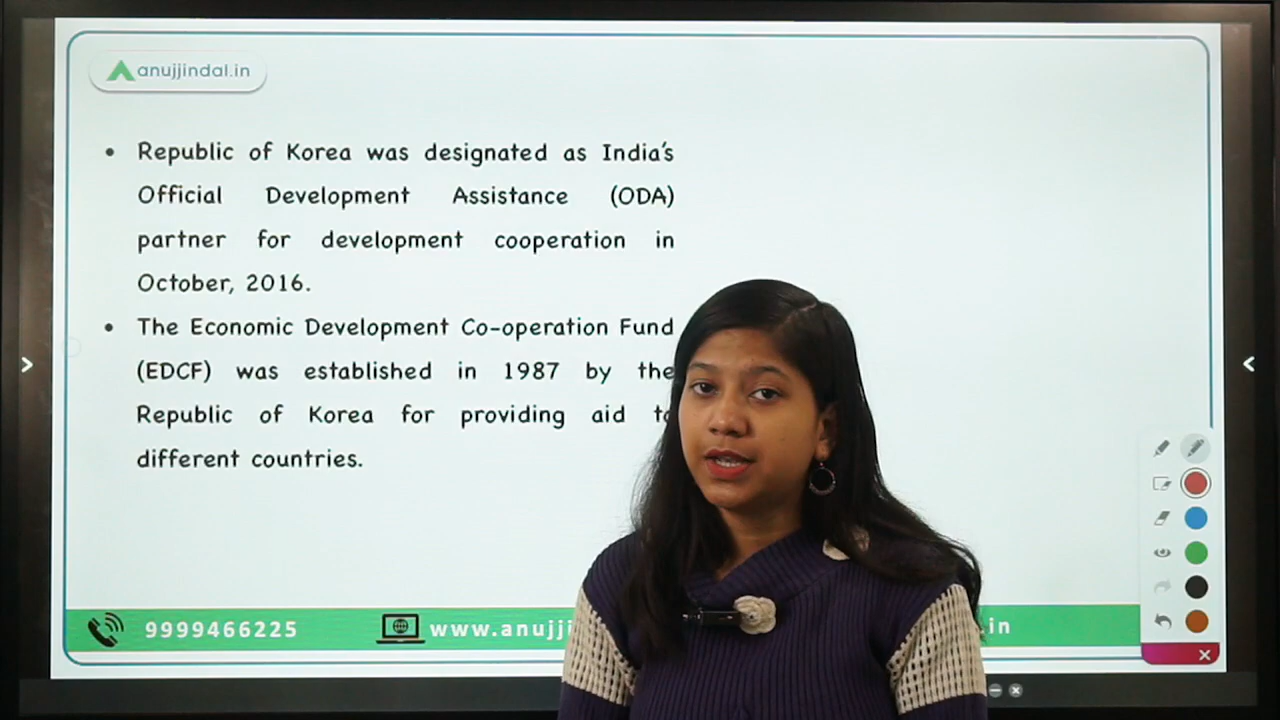 anujjindal.in
• Republic of Korea was designated as India's
Official Development Assistance (ODA)
partner for development cooperation in
October, 2016.
• The Economic Development Co-operation Fund
(EDCF) was established in 1987 by the
Republic of Korea for providing aid
different countries.
9999466225